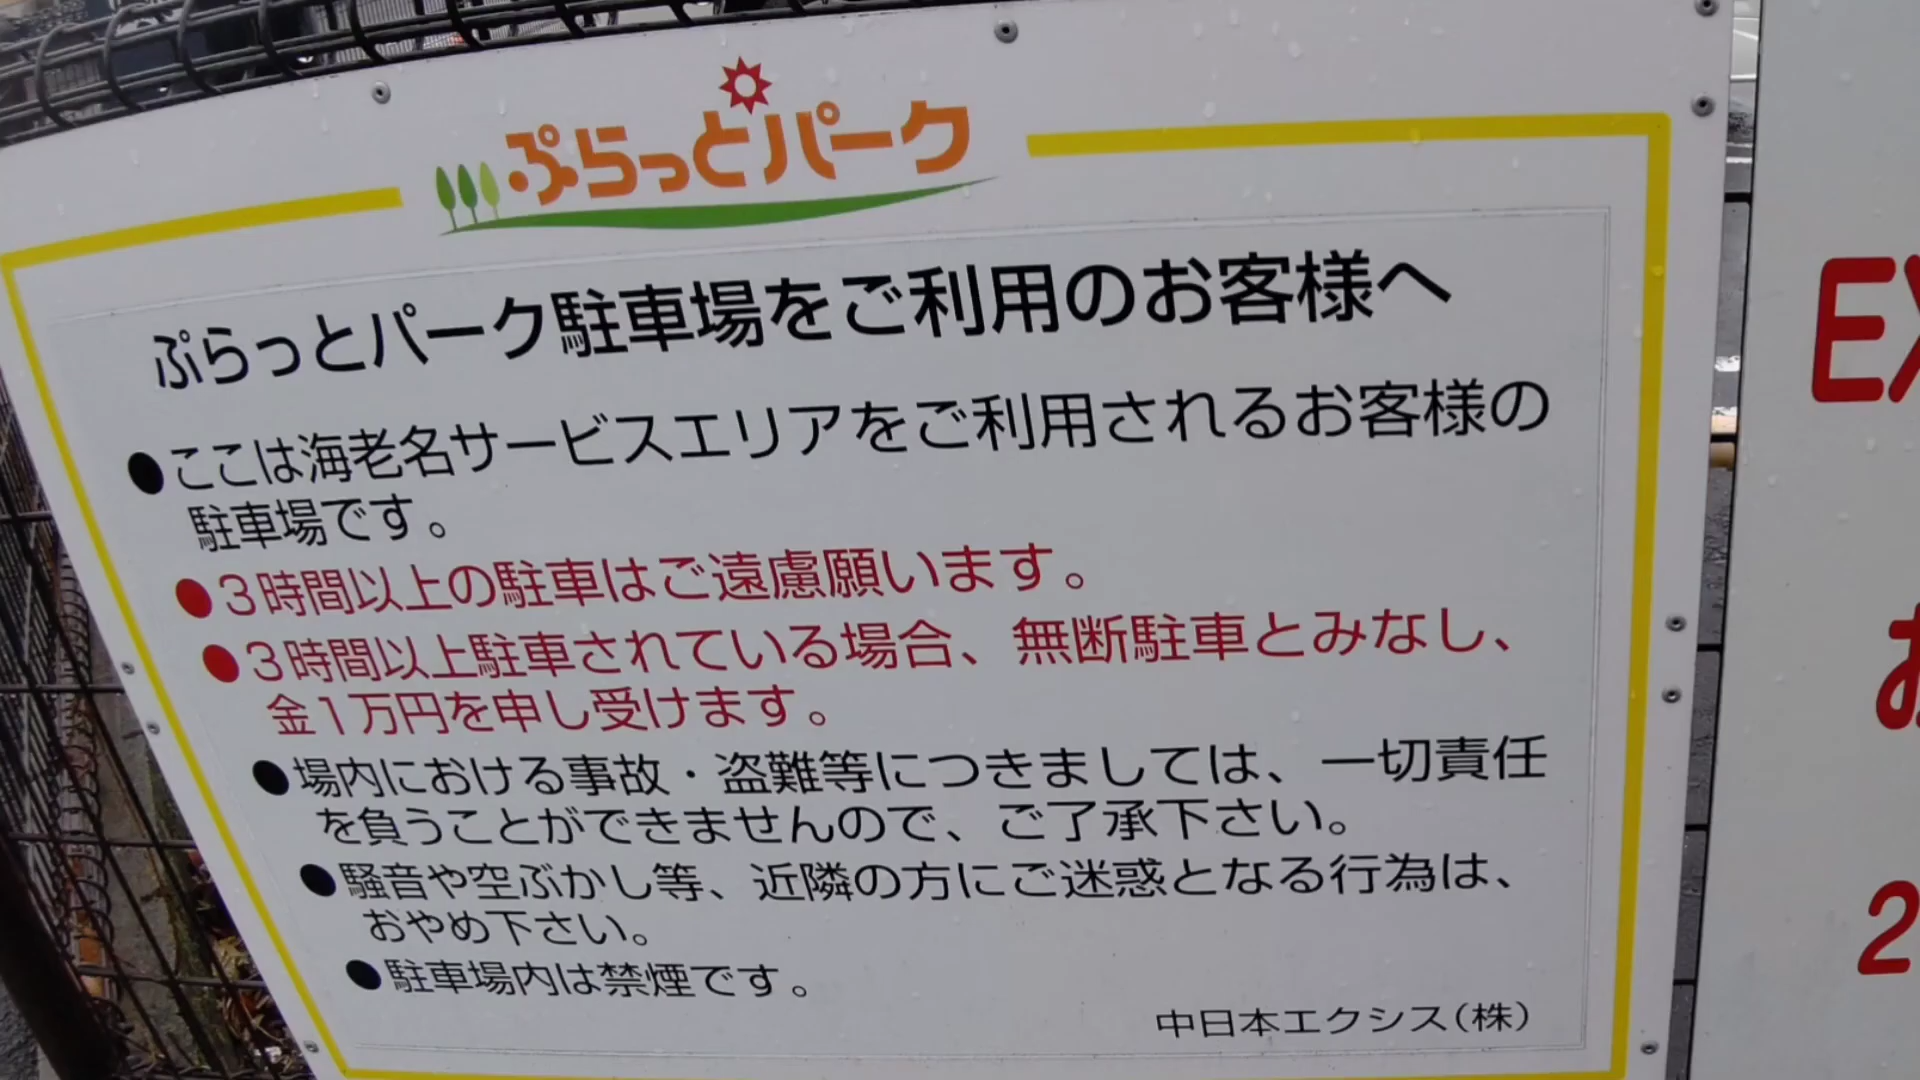 ぷらっとパーク
ぷらっとパーク駐車場をご利用のお客様へ
●ここは海老名サービスエリアをご利用されるお客様の
駐車場です。
●3時間以上の駐車はご遠慮願います。
●3時間以上駐車されている場合、無断駐車とみなし、
金1万円を申し受けます。
●場内における事故・盗難等につきましては、一切責任
を負うことができませんので、ご了承下さい。
●騒音や空ぶかし等、近隣の方にご迷惑となる行為は、
おやめ下さい。
●駐車場内は禁煙です。
中日本エクシス(株)
EX
お
2